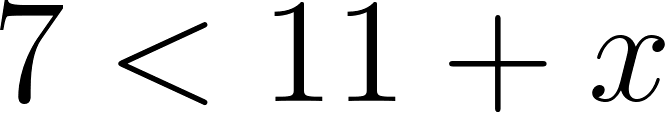 7 < 11 + x